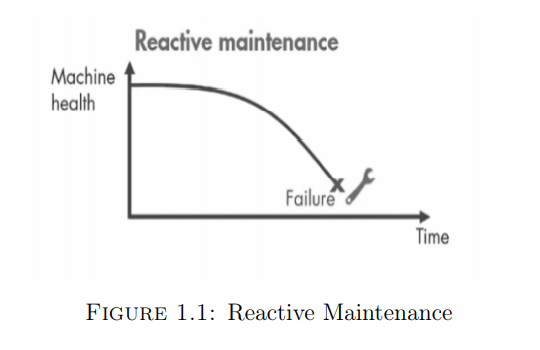 Reactive maintenance
Machine
health
Failure
Time
FIGURE 1.1: Reactive Maintenance